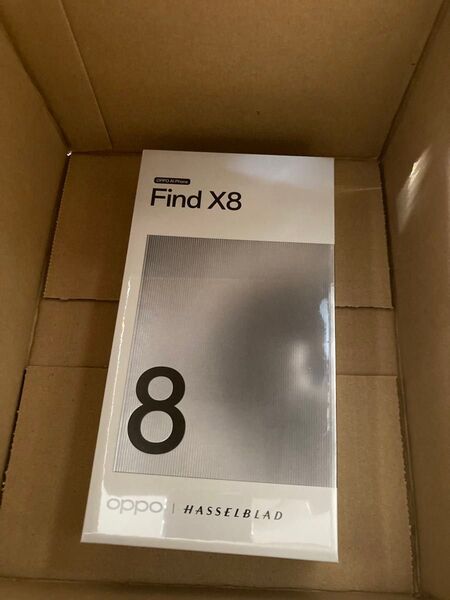 OPPO AI Phone
Find X8
8
oppo | HASSELBLAD